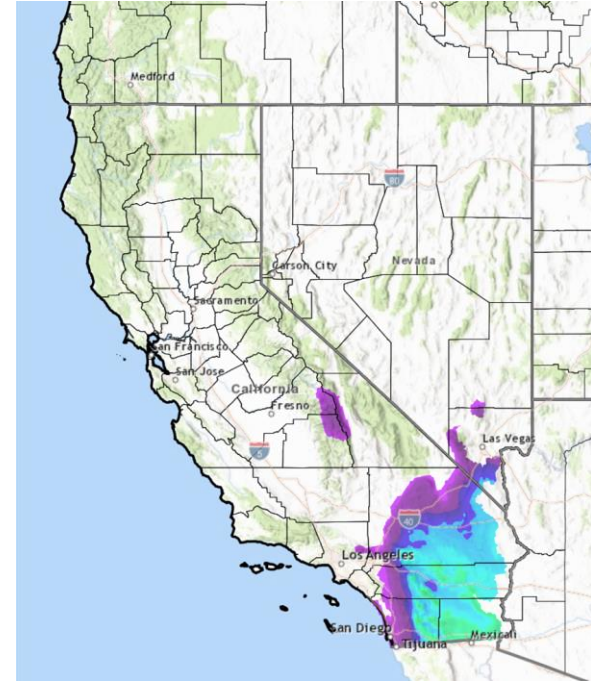 Medford
80
Nevada
Carson City
Sacramento
San Francisco
San Jose
California
Fresno
5
Las Vegas
40
Los Angeles
San Diego
Mexicali
Tijuana